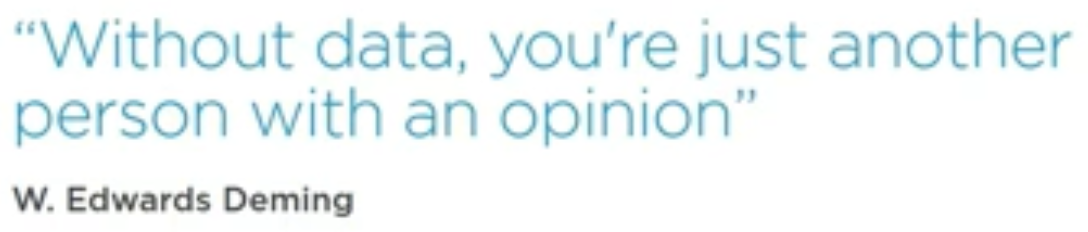 “Without data, you're just another
person with an opinion”
W. Edwards Deming